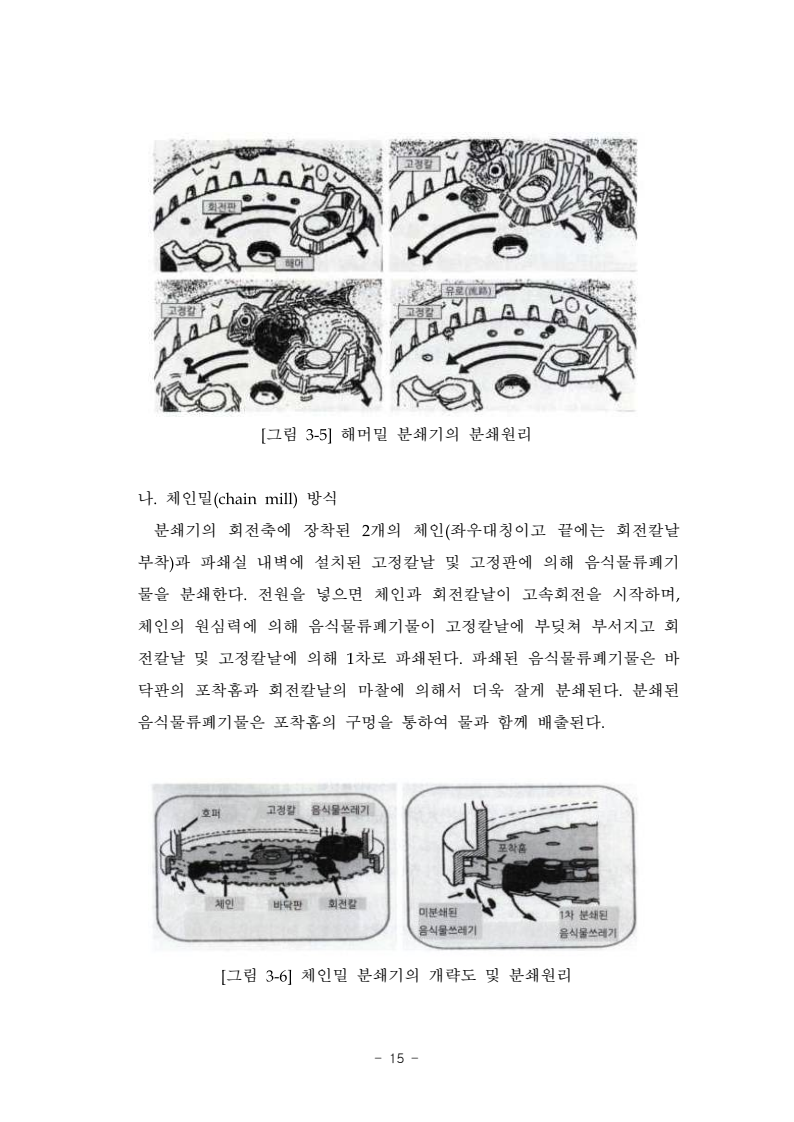 고정칼
회전판
해머
고정칼
유로(流路)
고정칼
[그림 3-5] 해머밀 분쇄기의 분쇄원리
나. 체인밀(chain mill) 방식
분쇄기의 회전축에 장착된 2개의 체인(좌우대칭이고 끝에는 회전칼날
부착)과 파쇄실 내벽에 설치된 고정칼날 및 고정판에 의해 음식물류폐기
물을 분쇄한다. 전원을 넣으면 체인과 회전칼날이 고속회전을 시작하며,
체인의 원심력에 의해 음식물류폐기물이 고정칼날에 부딪쳐 부서지고 회
전칼날 및 고정칼날에 의해 1차로 파쇄된다. 파쇄된 음식물류폐기물은 바
닥판의 포착홈과 회전칼날의 마찰에 의해서 더욱 잘게 분쇄된다. 분쇄된
음식물류폐기물은 포착홈의 구멍을 통하여 물과 함께 배출된다.
호퍼
고정칼
음식물쓰레기
체인
바닥판
회전칼
포착홈
미분쇄된
음식물쓰레기
1차 분쇄된
음식물쓰레기
[그림 3-6] 체인밀 분쇄기의 개략도 및 분쇄원리
- 15 -